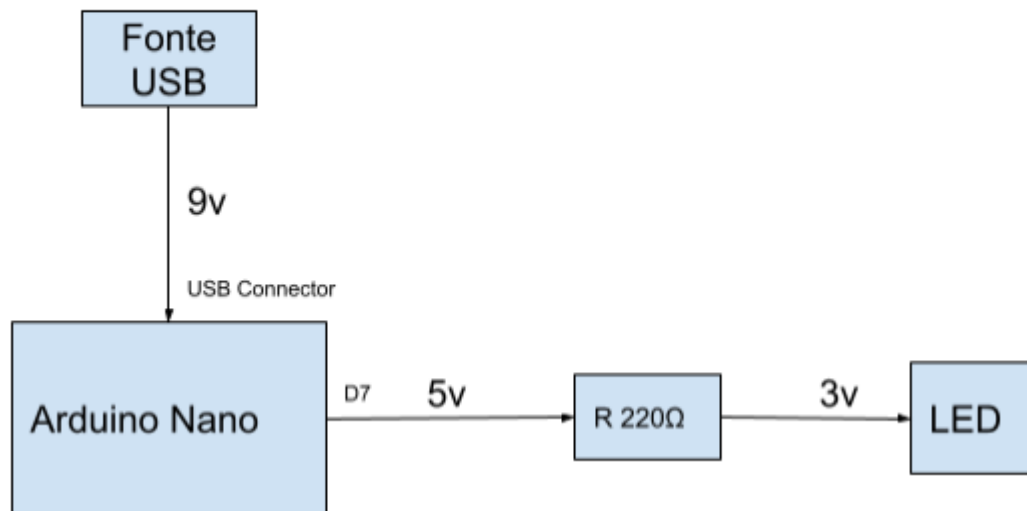 Fonte
USB
9v
USB Connector
Arduino Nano
D7
5v
R 220Ω
3v
LED